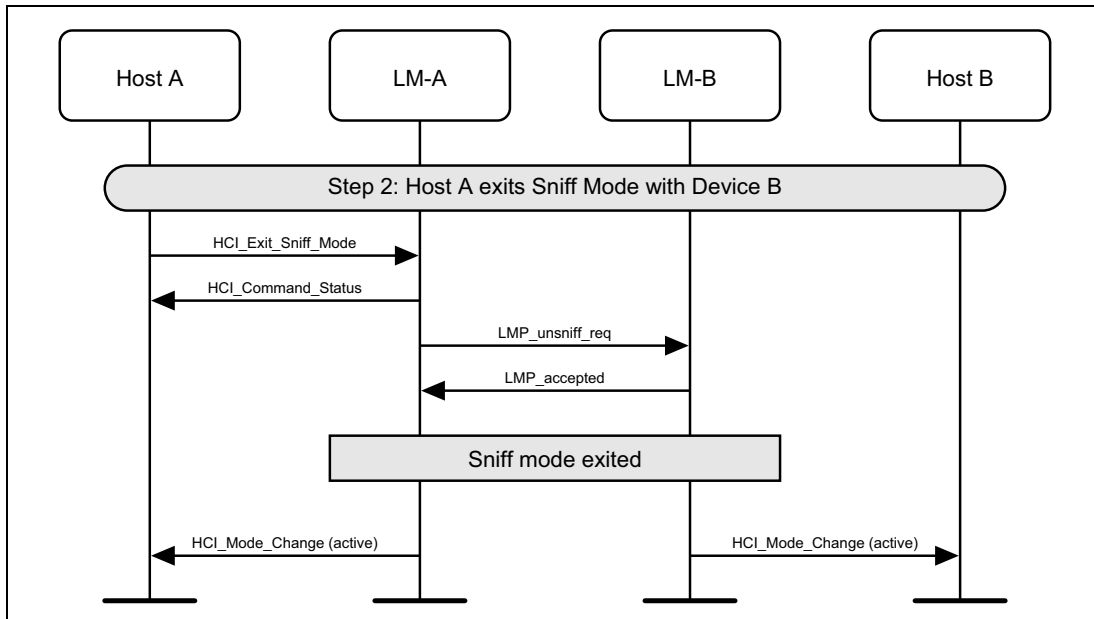 Host A
LM-A
LM-B
Host B
Step 2: Host A exits Sniff Mode with Device B
HCI_Exit_Sniff_Mode
HCI_Command_Status
LMP_unsniff_req
LMP_accepted
Sniff mode exited
HCI_Mode_Change (active)
HCI_Mode_Change (active)